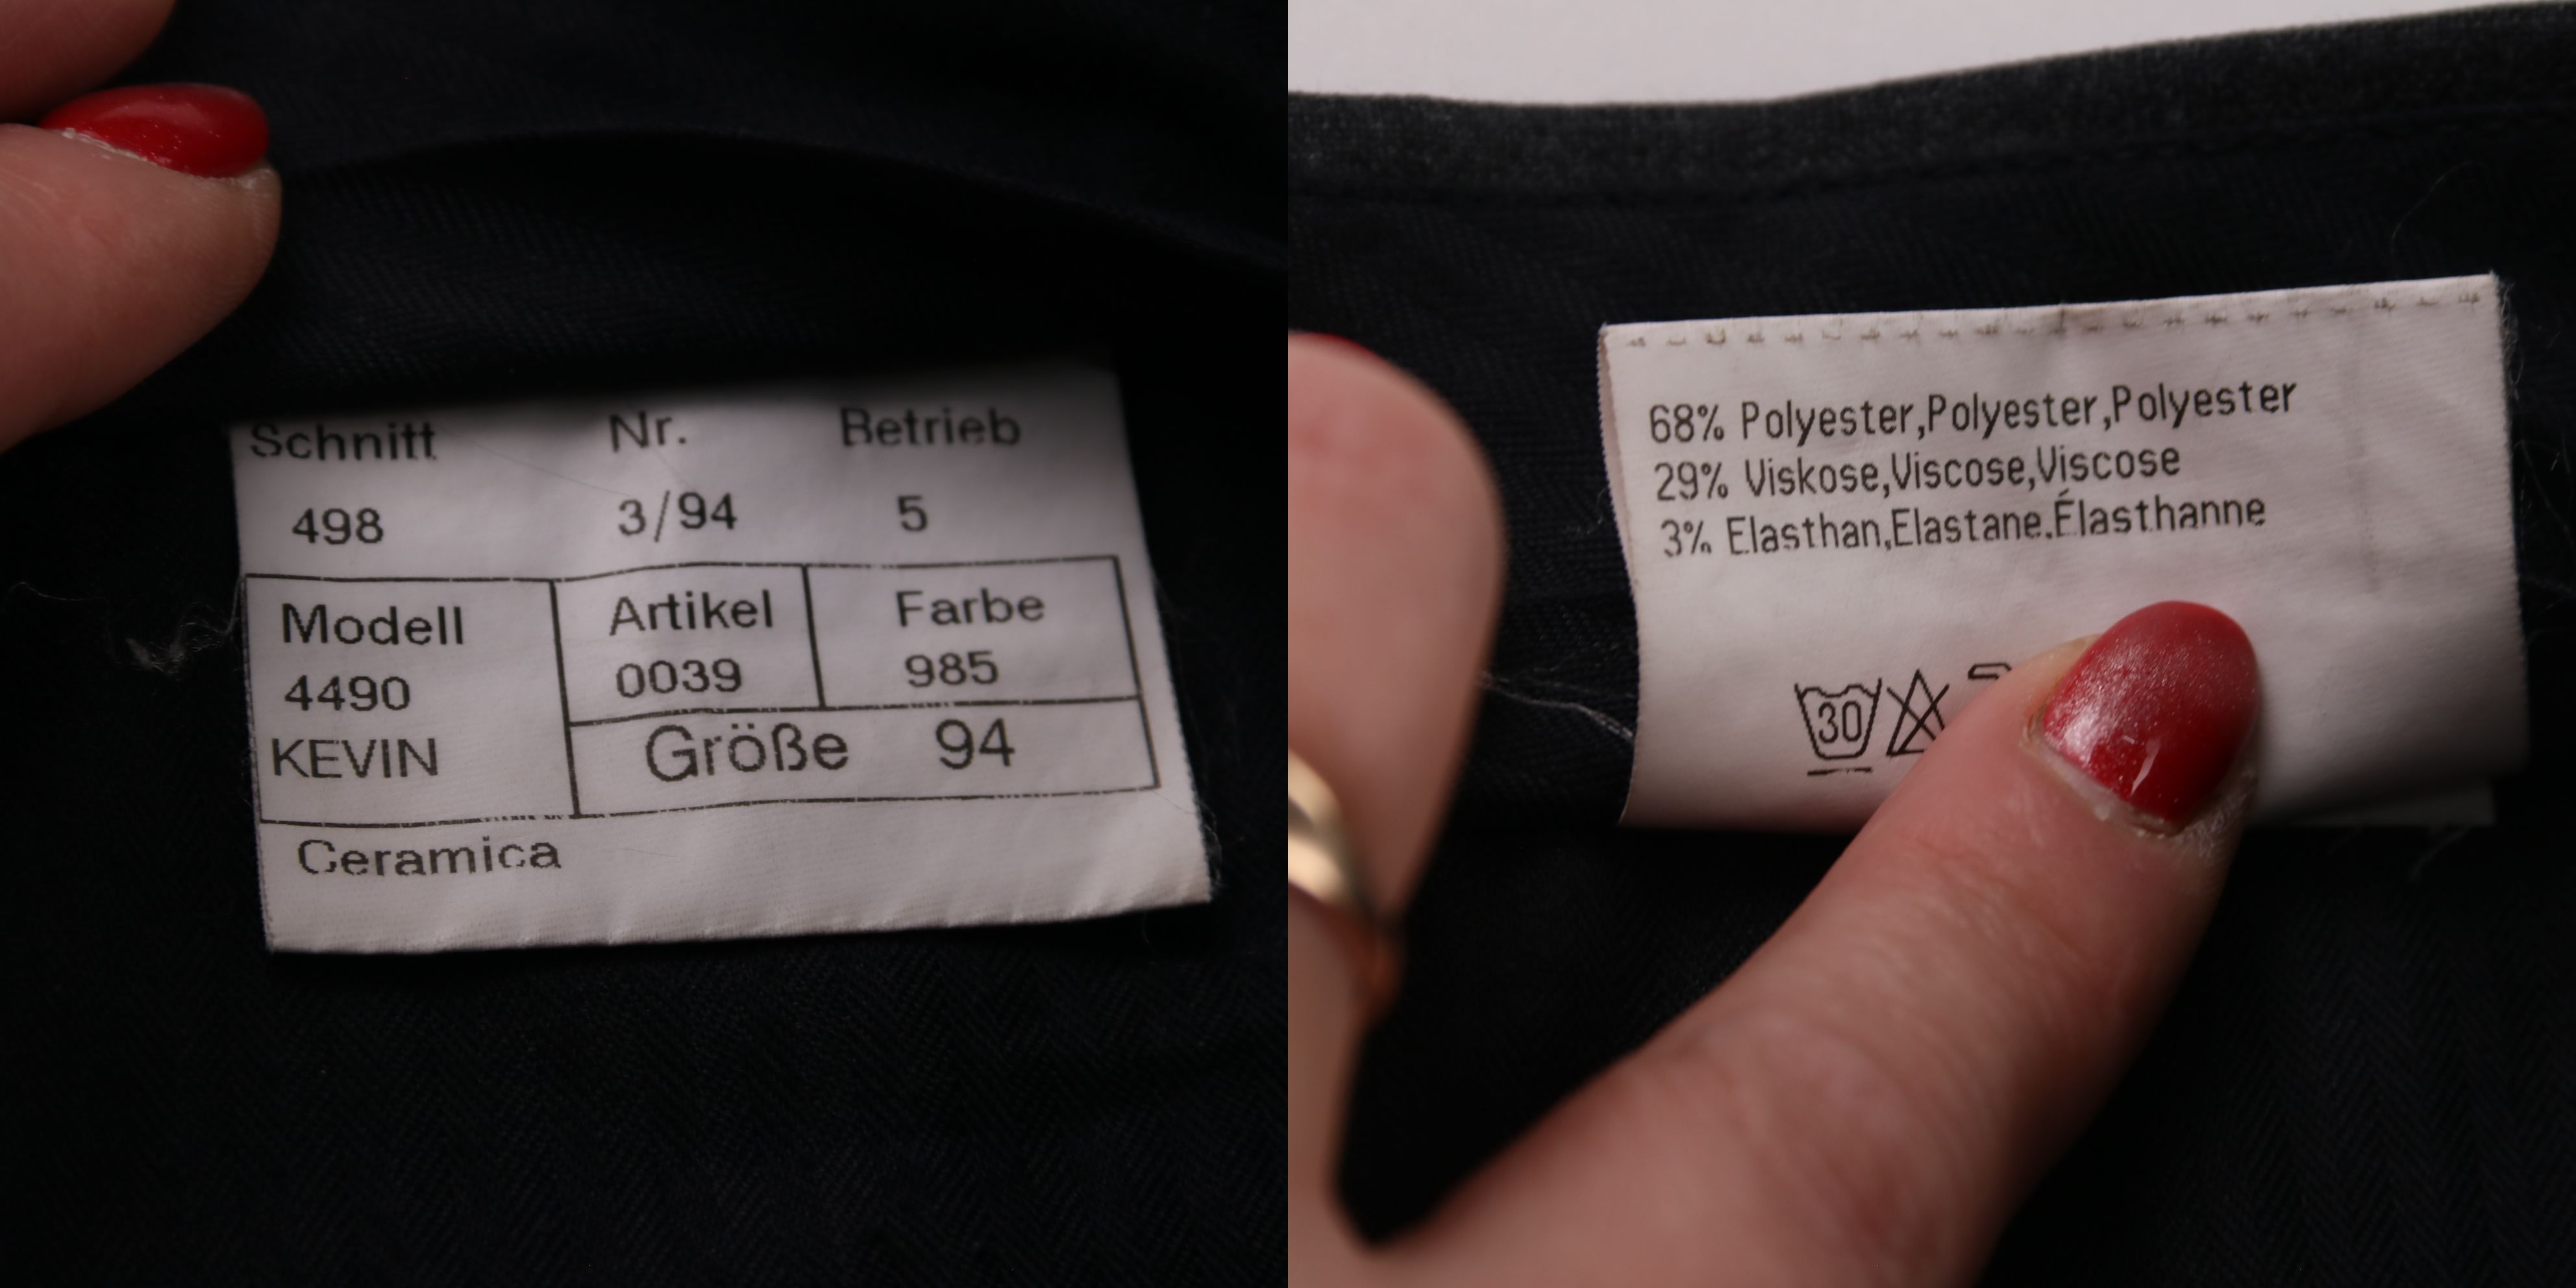 Schnitt Nr. Betrieb
498 3/94 5
Modell Artikel Farbe
4490 0039 985
KEVIN Größe 94
Ceramica
68% Polyester,Polyester,Polyester
29% Viskose,Viscose,Viscose
3% Elasthan,Elastane.Élasthanne
30